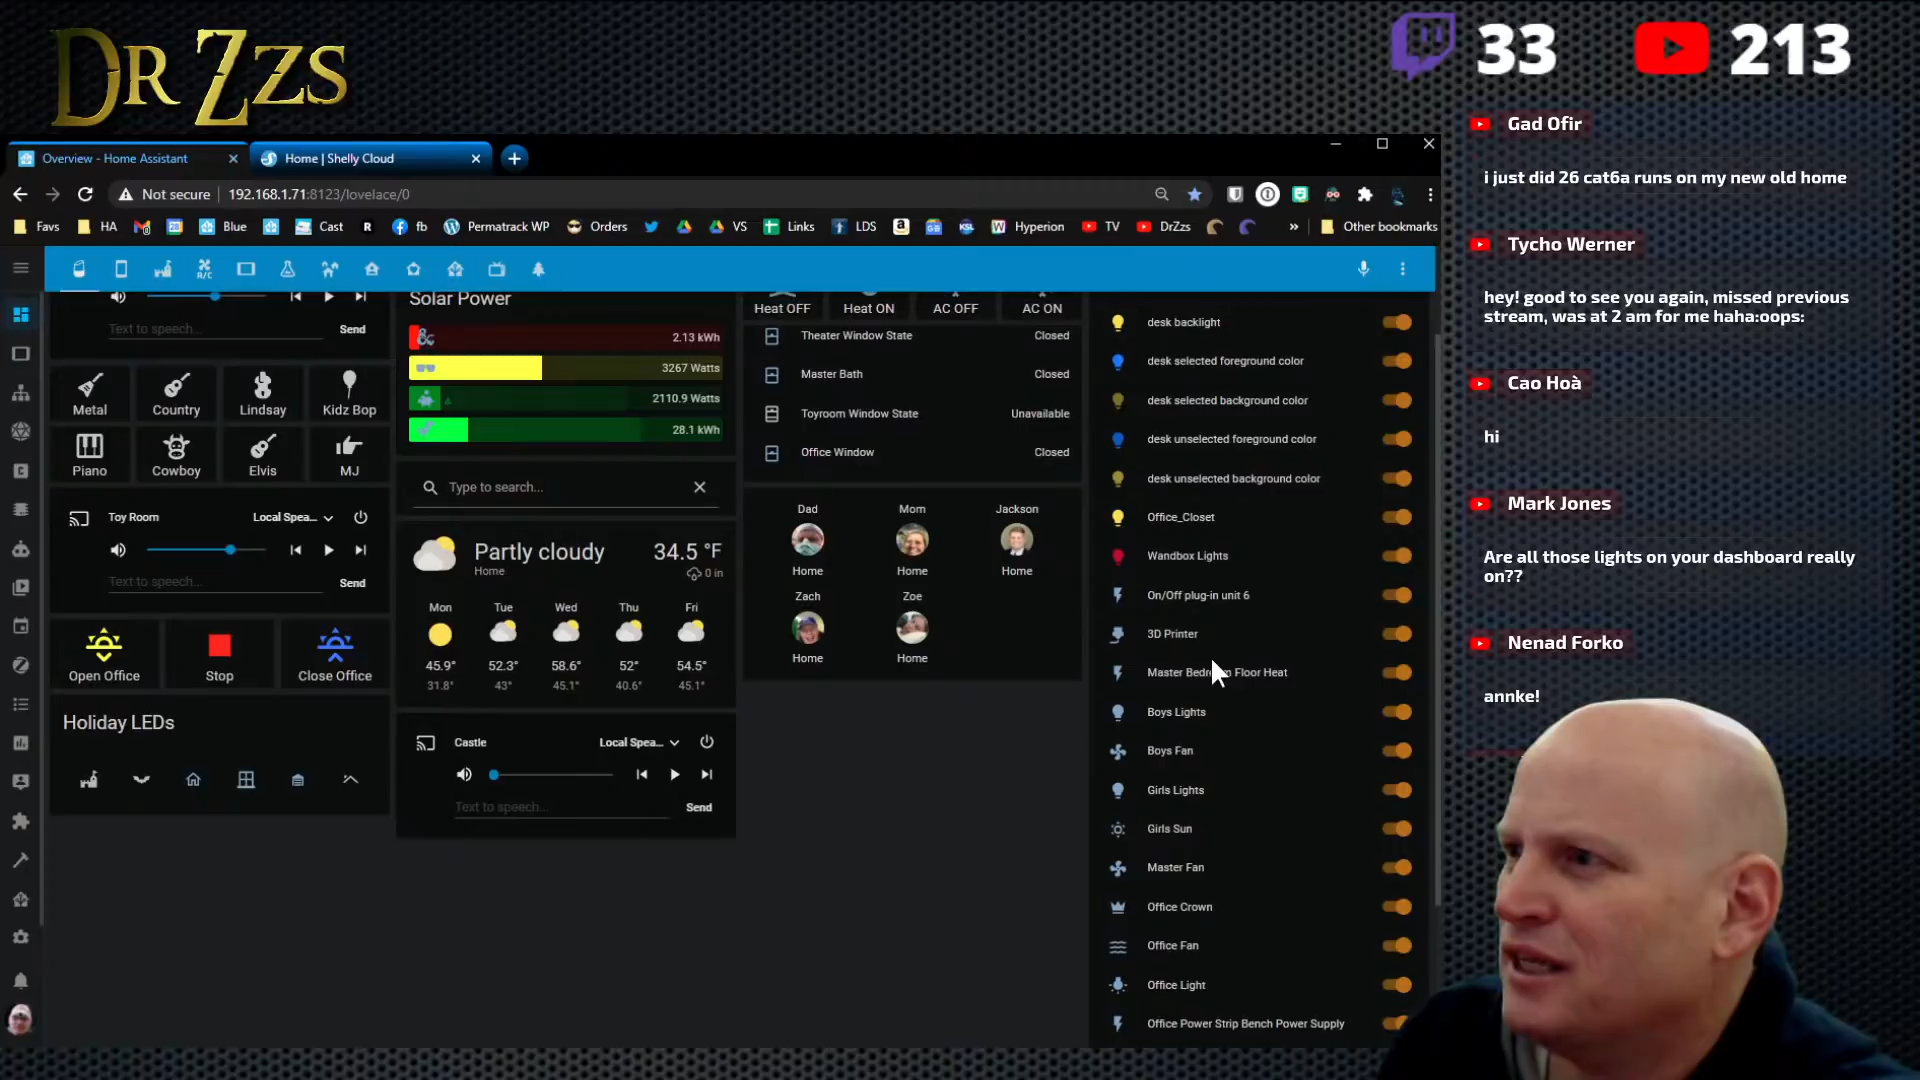 DR ZZS
33
213
Overview - Home Assistant
Home | Shelly Cloud
Not secure
192.168.1.71:8123/lovelace/0
Favs
HA
Blue
Cast
fb
Permatrack WP
Orders
VS
Links
LDS
Hyperion
TV
DrZzs
»
Other bookmarks
A/C
Text to speech...
Send
Metal
Country
Lindsay
Kidz Bop
Piano
Cowboy
Elvis
MJ
Toy Room
Local Spea...
Text to speech...
Send
Open Office
Stop
Close Office
Holiday LEDs
Solar Power
2.13 kWh
3267 Watts
2110.9 Watts
28.1 kWh
Type to search...
Partly cloudy
34.5 °F
Home
0 in
Mon
Tue
Wed
Thu
Fri
45.9°
52.3°
58.6°
52°
54.5°
31.8°
43°
45.1°
40.6°
45.1°
Castle
Local Spea...
Text to speech...
Send
Heat OFF
Heat ON
AC OFF
AC ON
Theater Window State
Closed
Master Bath
Closed
Toyroom Window State
Unavailable
Office Window
Closed
Dad
Mom
Jackson
Home
Home
Home
Zach
Zoe
Home
Home
desk backlight
desk selected foreground color
desk selected background color
desk unselected foreground color
desk unselected background color
Office_Closet
Wandbox Lights
On/Off plug-in unit 6
3D Printer
Master Floor Heat
Boys Lights
Boys Fan
Girls Lights
Girls Sun
Master Fan
Office Crown
Office Fan
Office Light
Office Power Strip Bench Power Supply
Gad Ofir
i just did 26 cat6a runs on my new old home
Tycho Werner
hey! good to see you again, missed previous
stream, was at 2 am for me haha:oops:
Cao Hoà
hi
Mark Jones
Are all those lights on your dashboard really
on??
Nenad Forko
annke!